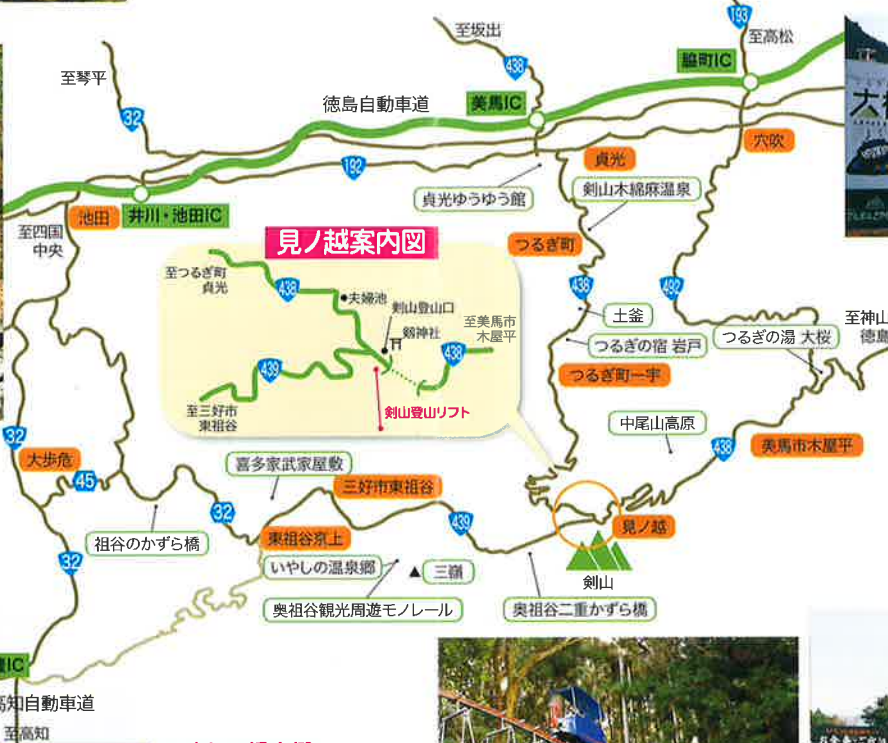 至坂出
193
至高松
438
脇町IC
至琴平
徳島自動車道
美馬IC
32
穴吹
192
貞光
剣山木綿麻温泉
貞光ゆうゆう館
池田
井川・池田IC
至四国
中央
見ノ越案内図
つるぎ町
至つるぎ町
貞光
438
夫婦池
剣山登山口
剱神社
至美馬市
木屋平
438
439
至三好市
東祖谷
剣山登山リフト
438
492
土釜
つるぎの宿 岩戸
つるぎの湯 大桜
至神山
徳島
つるぎ町一宇
中尾山高原
438
美馬市木屋平
32
大歩危
45
喜多家武家屋敷
三好市東祖谷
32
439
見ノ越
祖谷のかずら橋
東祖谷京上
いやしの温泉郷
三嶺
剣山
32
奥祖谷観光周遊モノレール
奥祖谷二重かずら橋
IC
知自動車道
至高知